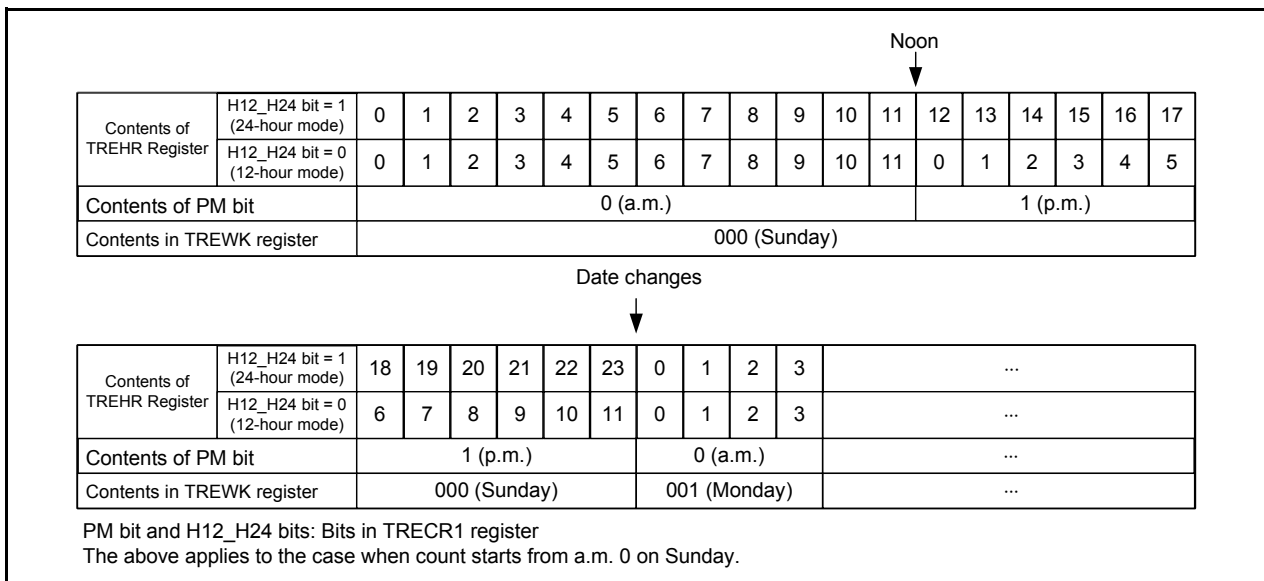 Noon
Contents of TREHR Register
H12_H24 bit = 1 (24-hour mode) 0 1 2 3 4 5 6 7 8 9 10 11 12 13 14 15 16 17
H12_H24 bit = 0 (12-hour mode) 0 1 2 3 4 5 6 7 8 9 10 11 0 1 2 3 4 5
Contents of PM bit 0 (a.m.) 1 (p.m.)
Contents in TREWK register 000 (Sunday)
Date changes
Contents of TREHR Register
H12_H24 bit = 1 (24-hour mode) 18 19 20 21 22 23 0 1 2 3 ...
H12_H24 bit = 0 (12-hour mode) 6 7 8 9 10 11 0 1 2 3 ...
Contents of PM bit 1 (p.m.) 0 (a.m.) ...
Contents in TREWK register 000 (Sunday) 001 (Monday) ...
PM bit and H12_H24 bits: Bits in TRECR1 register
The above applies to the case when count starts from a.m. 0 on Sunday.